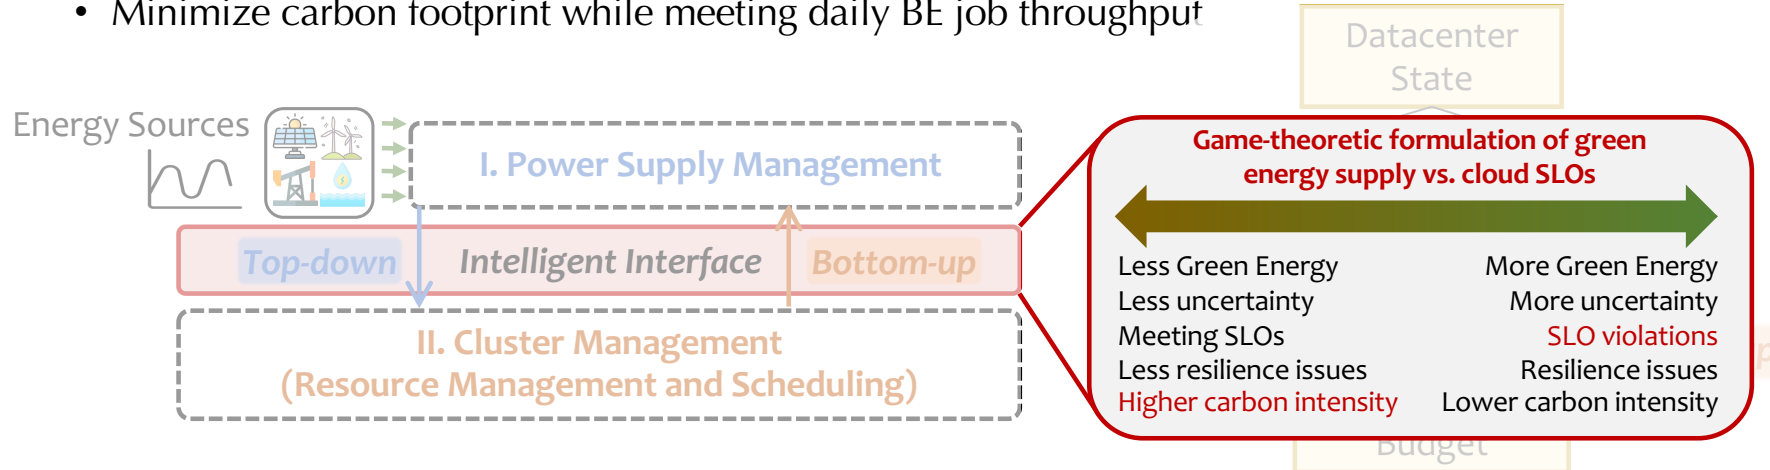 • Minimize carbon footprint while meeting daily BE job throughput
Datacenter
State
Energy Sources
I. Power Supply Management
Top-down
Intelligent Interface
Bottom-up
II. Cluster Management
(Resource Management and Scheduling)
Game-theoretic formulation of green
energy supply vs. cloud SLOs
Less Green Energy
More Green Energy
Less uncertainty
More uncertainty
Meeting SLOs
SLO violations
Less resilience issues
Resilience issues
Higher carbon intensity
Lower carbon intensity
Budget